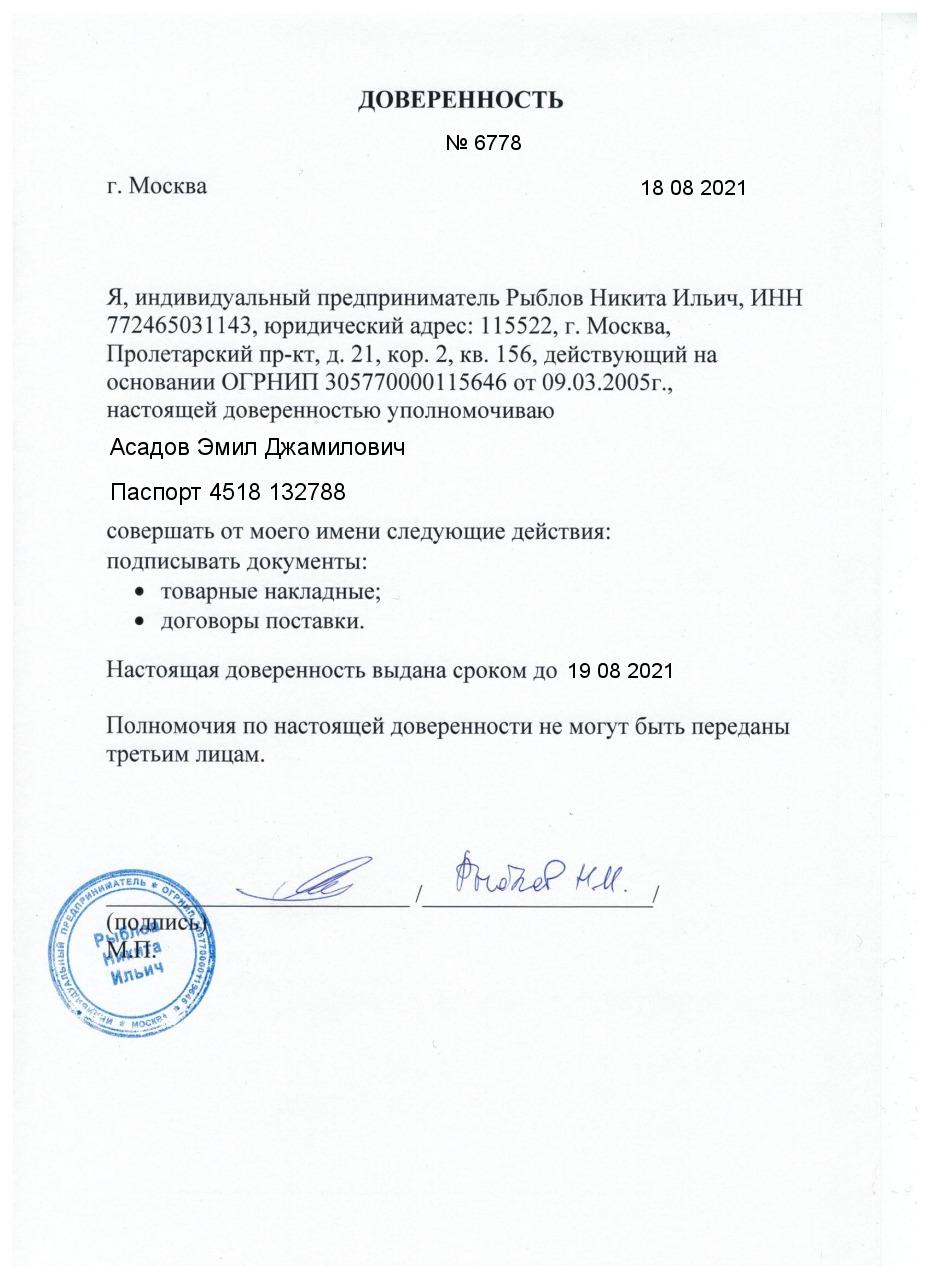 ДОВЕРЕННОСТЬ
№ 6778
г. Москва 18 08 2021
Я, индивидуальный предприниматель Рыблов Никита Ильич, ИНН
772465031143, юридический адрес: 115522, г. Москва,
Пролетарский пр-кт, д. 21, кор. 2, кв. 156, действующий на
основании ОГРНИП 305770000115646 от 09.03.2005г.,
настоящей доверенностью уполномочиваю
Асадов Эмил Джамилович
Паспорт 4518 132788
совершать от моего имени следующие действия:
подписывать документы:
• товарные накладные;
• договоры поставки.
Настоящая доверенность выдана сроком до 19 08 2021
Полномочия по настоящей доверенности не могут быть переданы
третьим лицам.
/ Рыблов Н.И. /
(подпись)
М.П.
ИНДИВИДУАЛЬНЫЙ ПРЕДПРИНИМАТЕЛЬ * ОГРНИП * МОСКВА *
Рыблов
Никита
Ильич